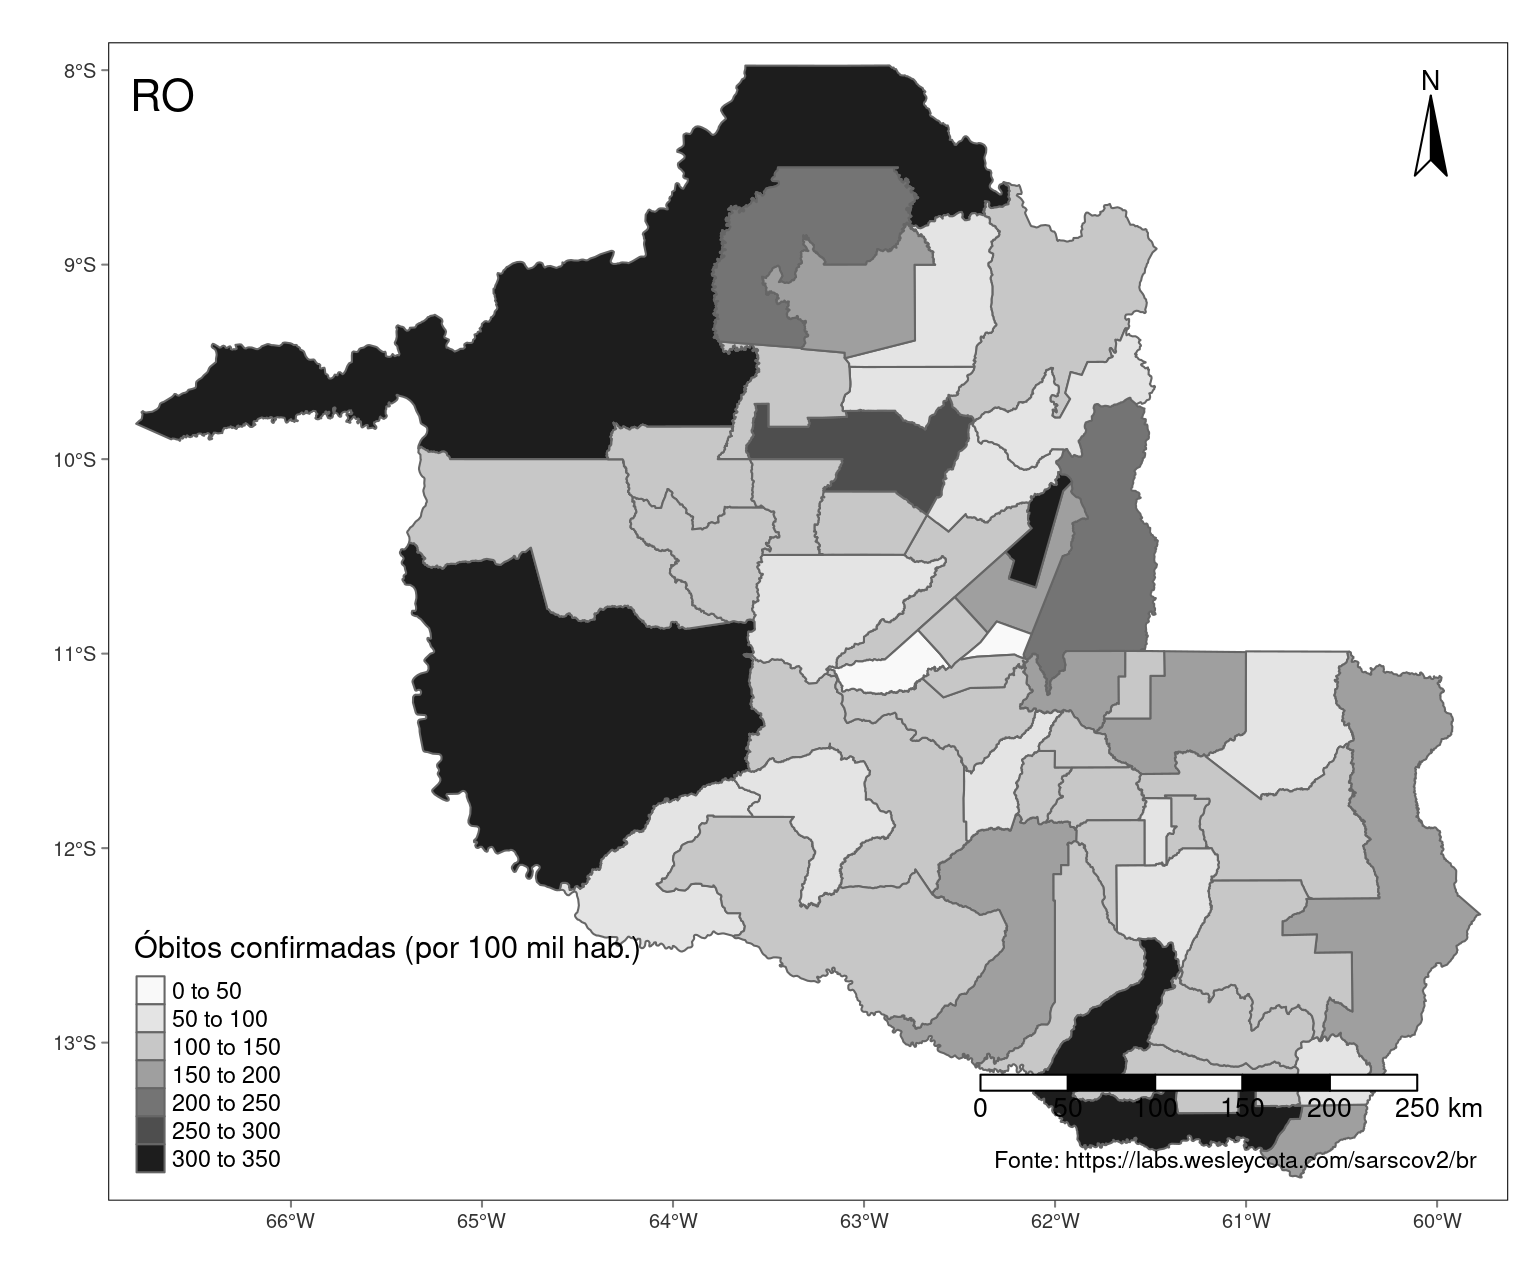 RO
N
8°S
9°S
10°S
11°S
12°S
13°S
Óbitos confirmadas (por 100 mil hab.)
0 to 50
50 to 100
100 to 150
150 to 200
200 to 250
250 to 300
300 to 350
0 50 100 150 200 250 km
Fonte: https://labs.wesleycota.com/sarscov2/br
66°W 65°W 64°W 63°W 62°W 61°W 60°W